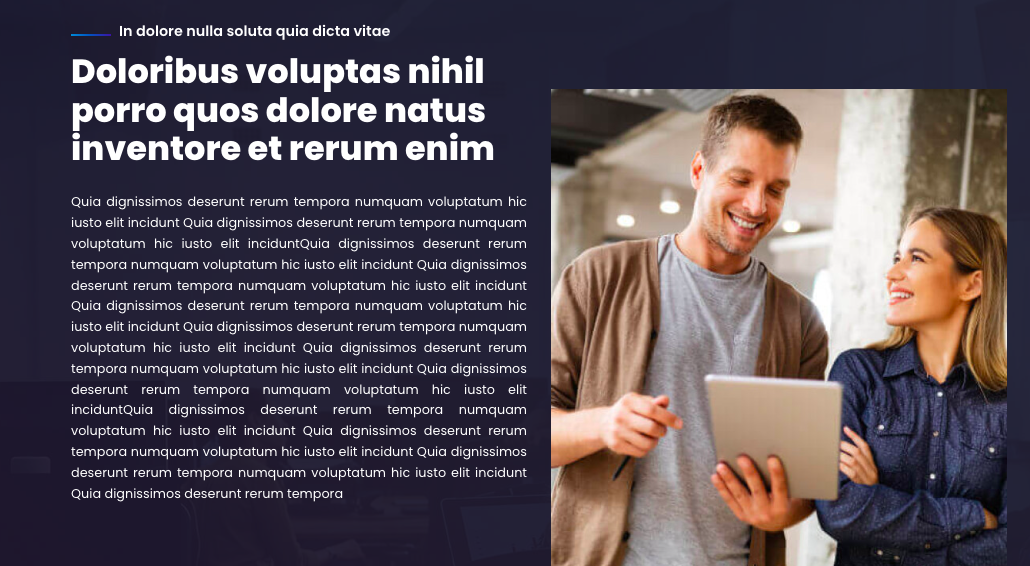 In dolore nulla soluta quia dicta vitae
Doloribus voluptas nihil
porro quos dolore natus
inventore et rerum enim
Quia dignissimos deserunt rerum tempora numquam voluptatum hic
iusto elit incidunt Quia dignissimos deserunt rerum tempora numquam
voluptatum hic iusto elit inciduntQuia dignissimos deserunt rerum
tempora numquam voluptatum hic iusto elit incidunt Quia dignissimos
deserunt rerum tempora numquam voluptatum hic iusto elit incidunt
Quia dignissimos deserunt rerum tempora numquam voluptatum hic
iusto elit incidunt Quia dignissimos deserunt rerum tempora numquam
voluptatum hic iusto elit incidunt Quia dignissimos deserunt rerum
tempora numquam voluptatum hic iusto elit incidunt Quia dignissimos
deserunt rerum tempora numquam voluptatum hic iusto elit
inciduntQuia dignissimos deserunt rerum tempora numquam
voluptatum hic iusto elit incidunt Quia dignissimos deserunt rerum
tempora numquam voluptatum hic iusto elit incidunt Quia dignissimos
deserunt rerum tempora numquam voluptatum hic iusto elit incidunt
Quia dignissimos deserunt rerum tempora